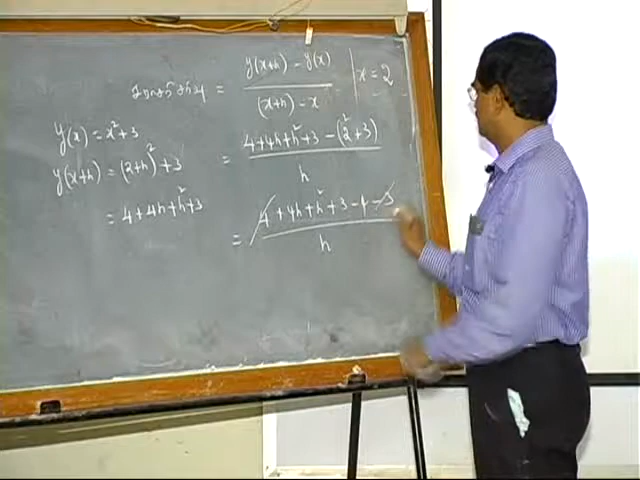 = y(x+h) - y(x) / (x+h) - x | x = 2
y(x) = x² + 3
y(x+h) = (2+h)² + 3
= 4+4h+h²+3
= 4+4h+h²+3 - (2²+3) / h
= 4+4h+h²+3-4-3 / h